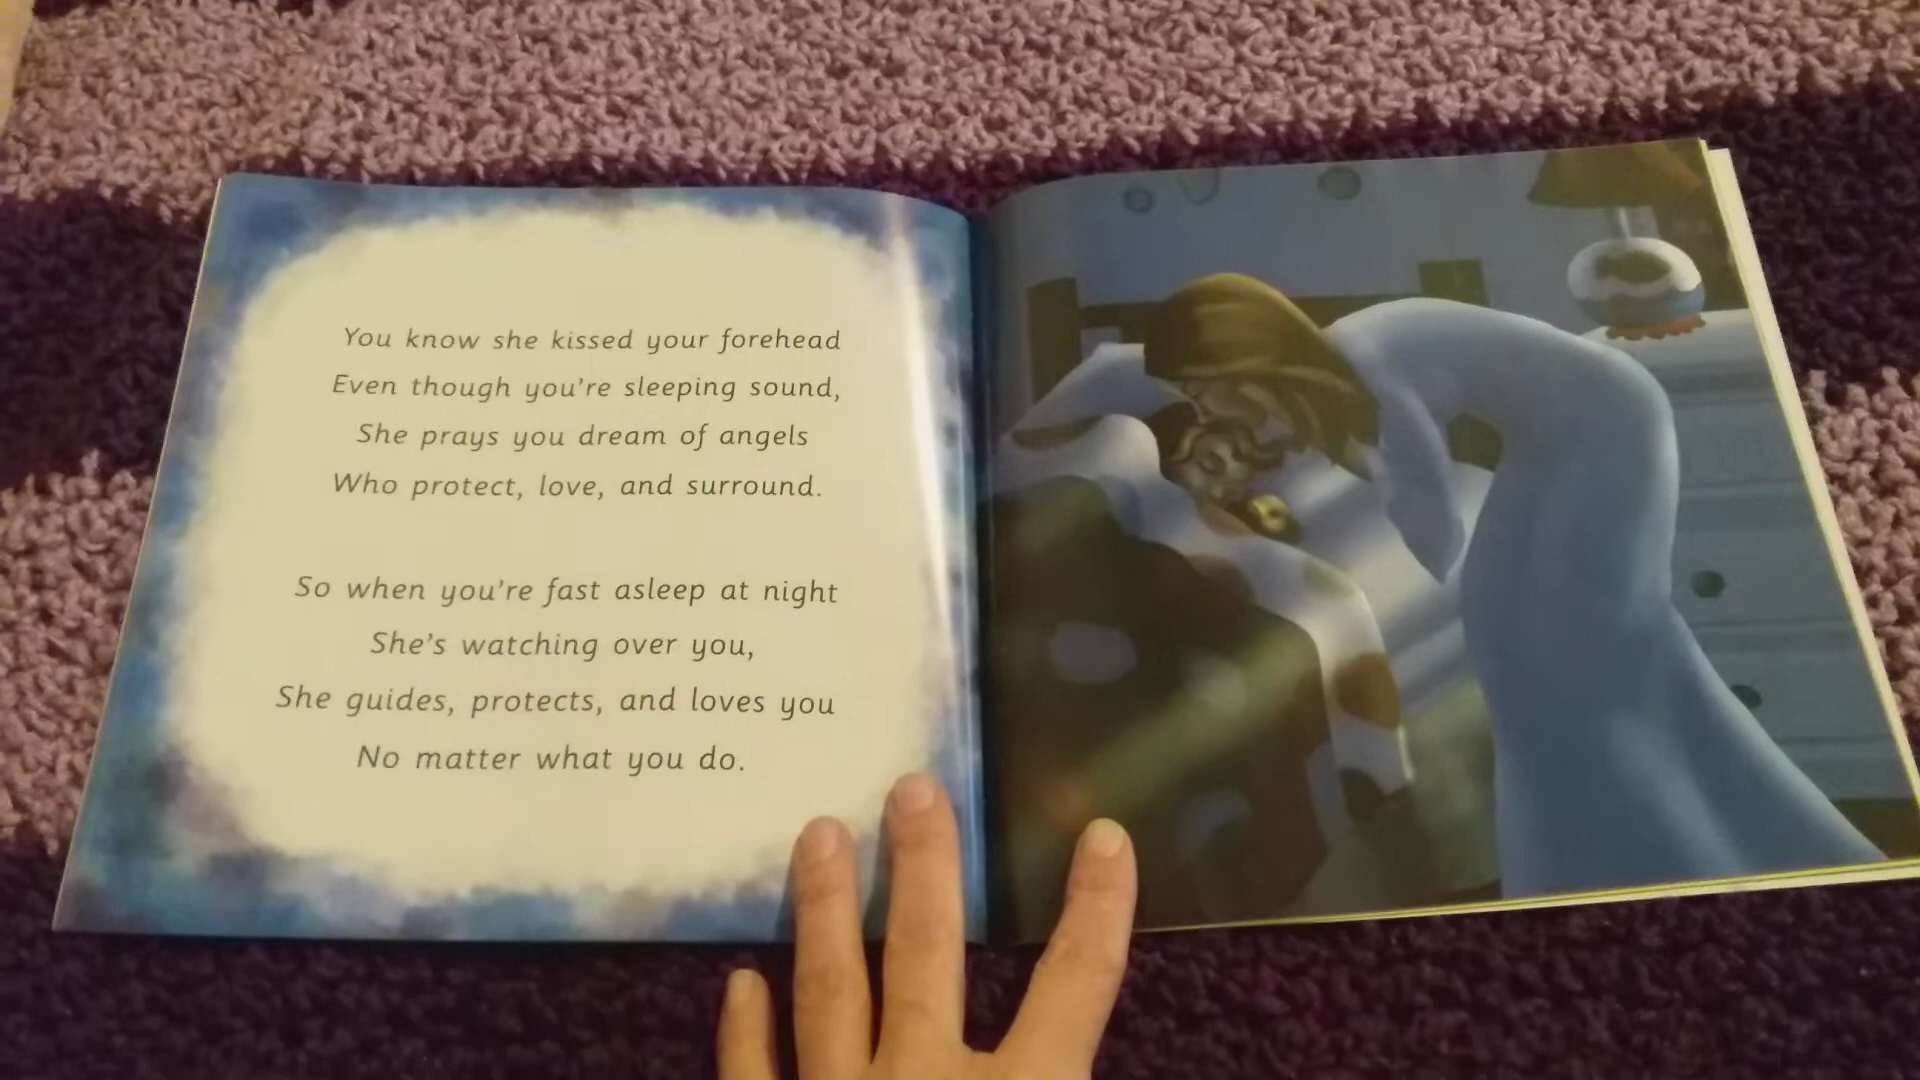 You know she kissed your forehead
Even though you're sleeping sound,
She prays you dream of angels
Who protect, love, and surround.
So when you're fast asleep at night
She's watching over you,
She guides, protects, and loves you
No matter what you do.